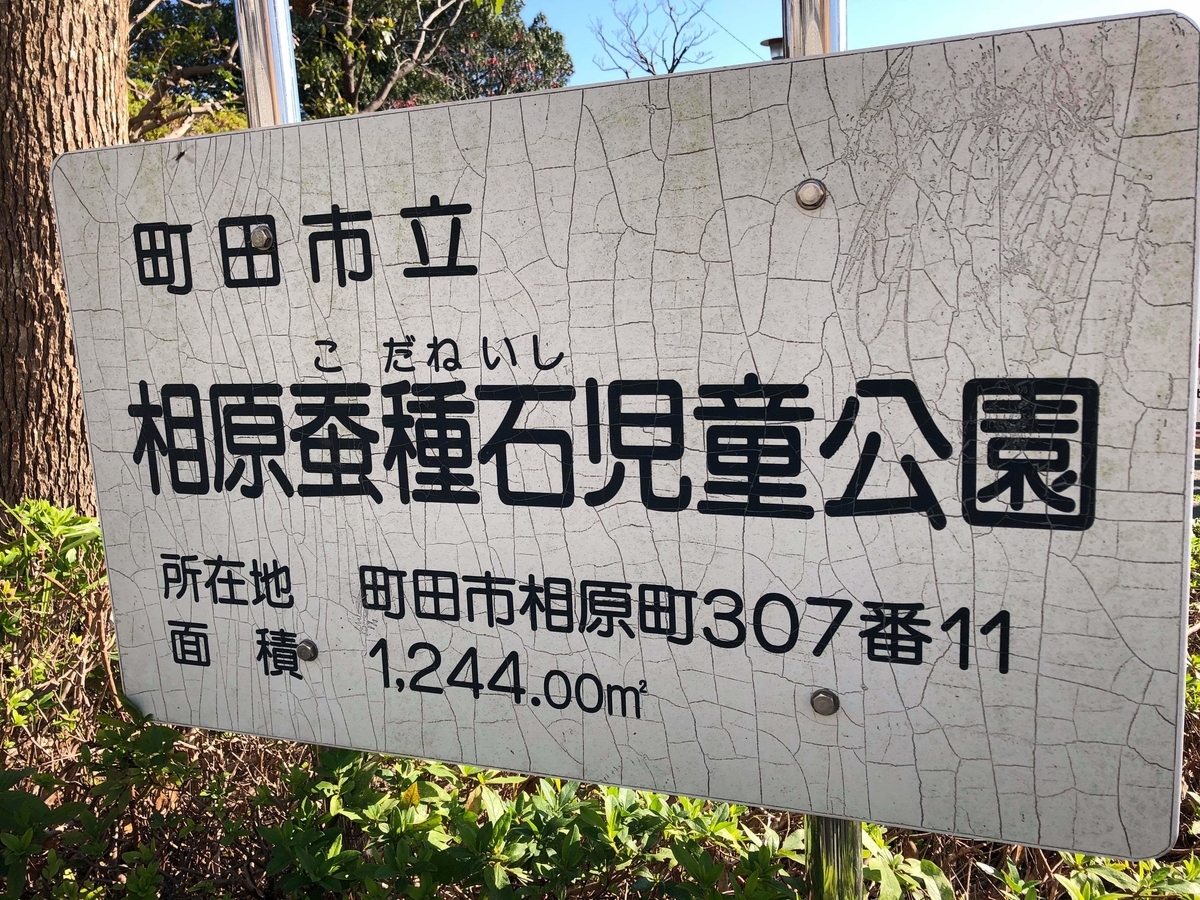 町田市立
こだねいし
相原蚕種石児童公園
所在地 町田市相原町307番11
面積 1,244.00㎡